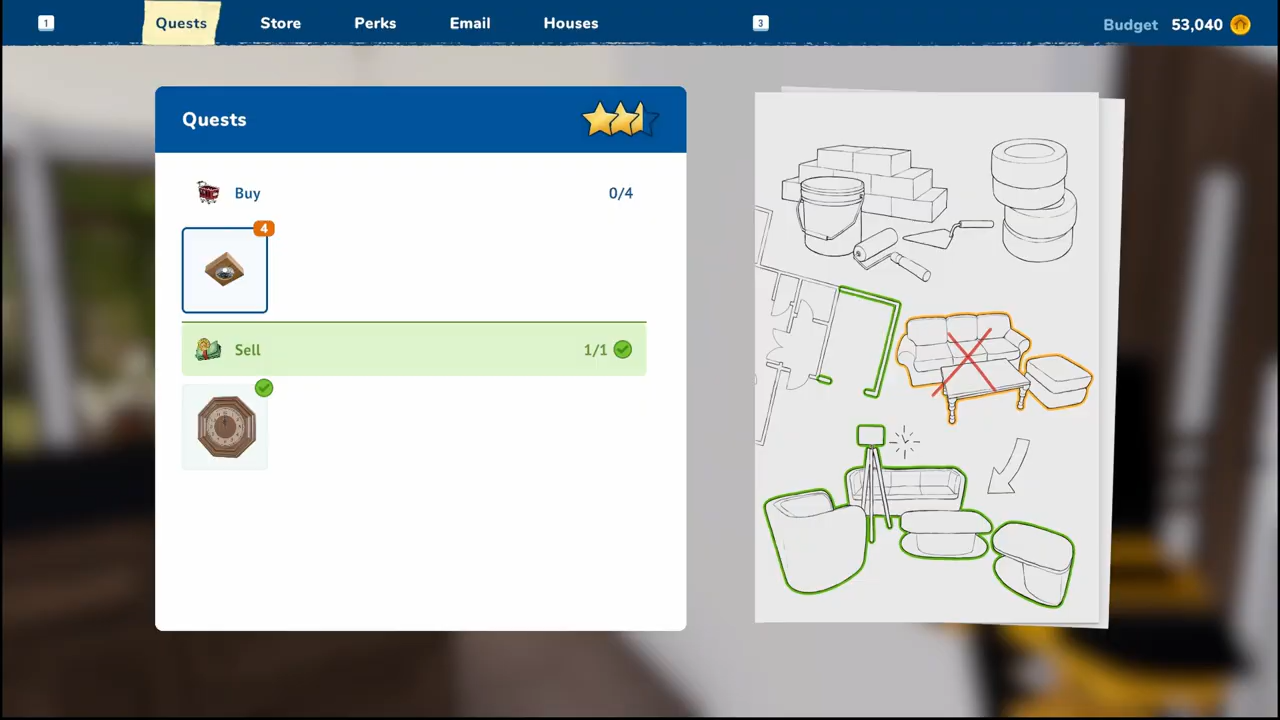 1 Quests Store Perks Email Houses 3 Budget 53,040
Quests
Buy 0/4
4
Sell 1/1